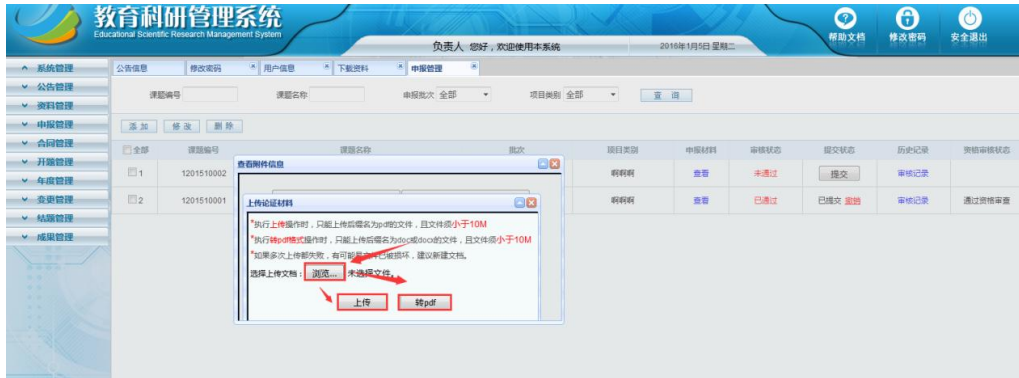 教育科研管理系统
Educational Scientific Research Management System
帮助文档 修改密码 安全退出
负责人 您好，欢迎使用本系统 2016年1月5日 星期二
系统管理
公告管理
资料管理
申报管理
合同管理
开题管理
年度管理
变更管理
结题管理
成果管理
公告信息 修改密码 用户信息 下载资料 申报管理
课题编号 课题名称 申报批次 全部 项目类别 全部 查 询
添 加 修 改 删 除
全部 课题编号 课题名称 批次 项目类别 申报材料 审核状态 提交状态 历史记录 资格审核状态
1 1201510002 啊啊啊 查看 未通过 提交 审核记录
2 1201510001 啊啊啊 查看 已通过 已提交 撤销 审核记录 通过资格审查
查看附件信息
上传论证材料
*执行上传操作时，只能上传后缀名为pdf的文件，且文件须小于10M
*执行转pdf格式操作时，只能上传后缀名为doc或docx的文件，且文件须小于10M
*如果多次上传都失败，有可能是文件已被损坏，建议新建文档。
选择上传文档： 浏览... 未选择文件。
上传 转pdf